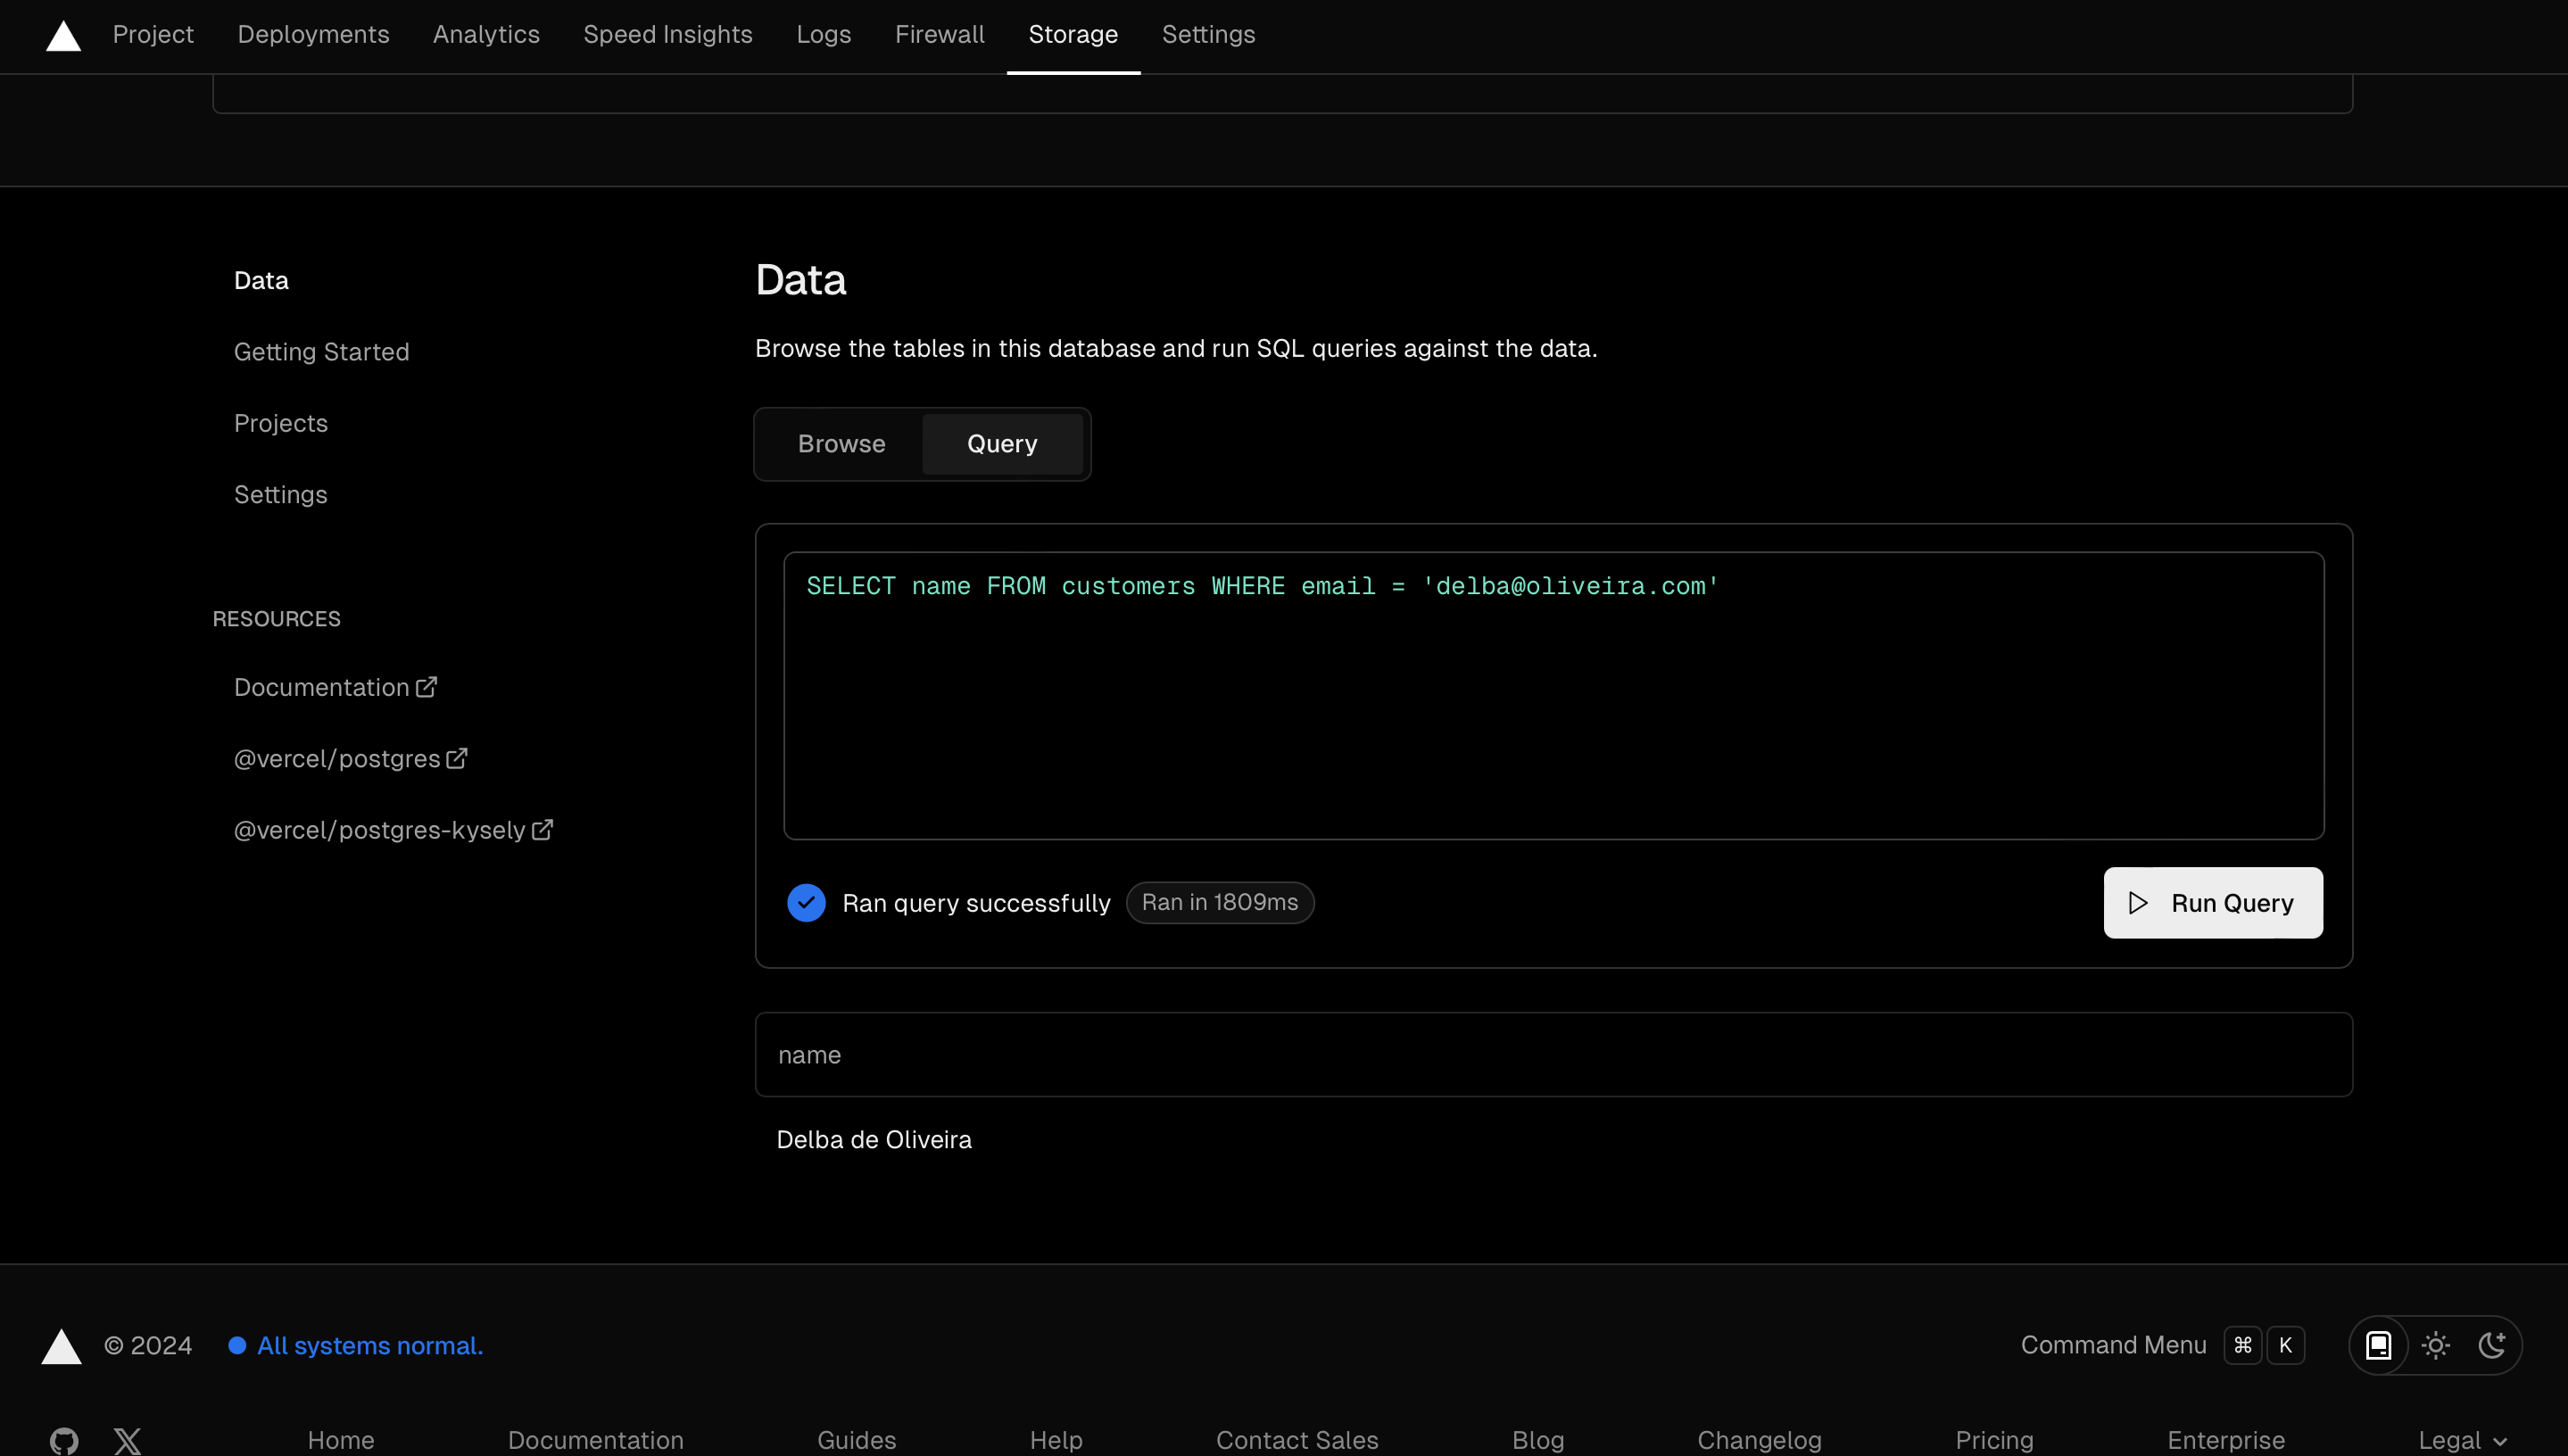 Project Deployments Analytics Speed Insights Logs Firewall Storage Settings
Data
Getting Started
Projects
Settings
RESOURCES
Documentation
@vercel/postgres
@vercel/postgres-kysely
Data
Browse the tables in this database and run SQL queries against the data.
Browse Query
SELECT name FROM customers WHERE email = 'delba@oliveira.com'
Ran query successfully Ran in 1809ms Run Query
name
Delba de Oliveira
© 2024 All systems normal. Command Menu ⌘ K
Home Documentation Guides Help Contact Sales Blog Changelog Pricing Enterprise Legal